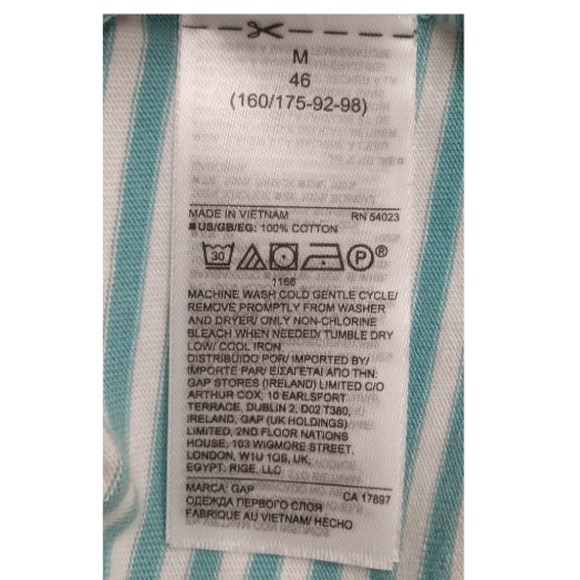 M
46
(160/175-92-98)
MADE IN VIETNAM RN 54023
US/GB/EG: 100% COTTON
30 P ®
1166
MACHINE WASH COLD GENTLE CYCLE/
REMOVE PROMPTLY FROM WASHER
AND DRYER/ ONLY NON-CHLORINE
BLEACH WHEN NEEDED/ TUMBLE DRY
LOW/ COOL IRON
DISTRIBUIDO POR/ IMPORTED BY/
IMPORTE PAR/ ΕΙΣΑΓΕΤΑΙ ΑΠΟ ΤΗΝ:
GAP STORES (IRELAND) LIMITED C/O
ARTHUR COX, 10 EARLSFORT
TERRACE, DUBLIN 2, D02 T380,
IRELAND, GAP (UK HOLDINGS)
LIMITED, 2ND FLOOR NATIONS
HOUSE, 103 WIGMORE STREET,
LONDON, W1U 1QS, UK,
EGYPT, RIGE, LLC
MARCA: GAP CA 17897
ОДЕЖДА ПЕРВОГО СЛОЯ
FABRIQUE AU VIETNAM/ HECHO